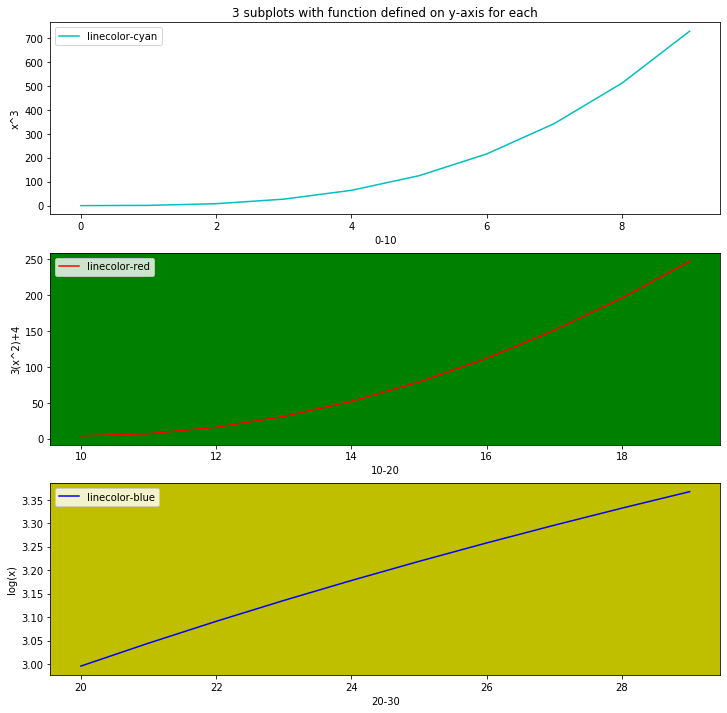 3 subplots with function defined on y-axis for each
linecolor-cyan
x^3
700
600
500
400
300
200
100
0
0 2 4 6 8
0-10
linecolor-red
3(x^2)+4
250
200
150
100
50
0
10 12 14 16 18
10-20
linecolor-blue
log(x)
3.35
3.30
3.25
3.20
3.15
3.10
3.05
3.00
20 22 24 26 28
20-30